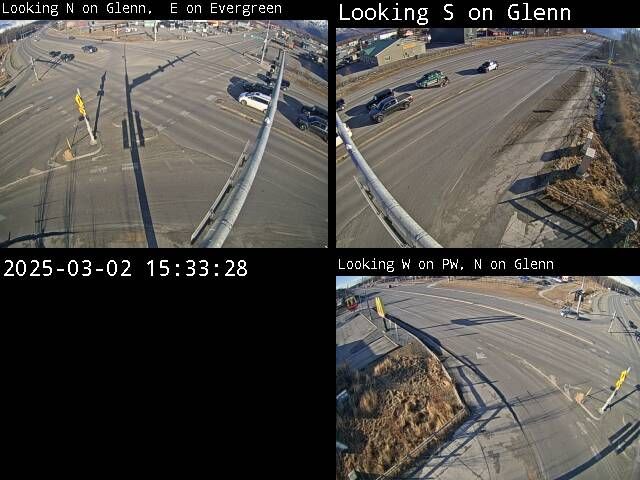 Looking N on Glenn,  E on Evergreen
Looking S on Glenn
2025-03-02 15:33:28
Looking W on PW, N on Glenn